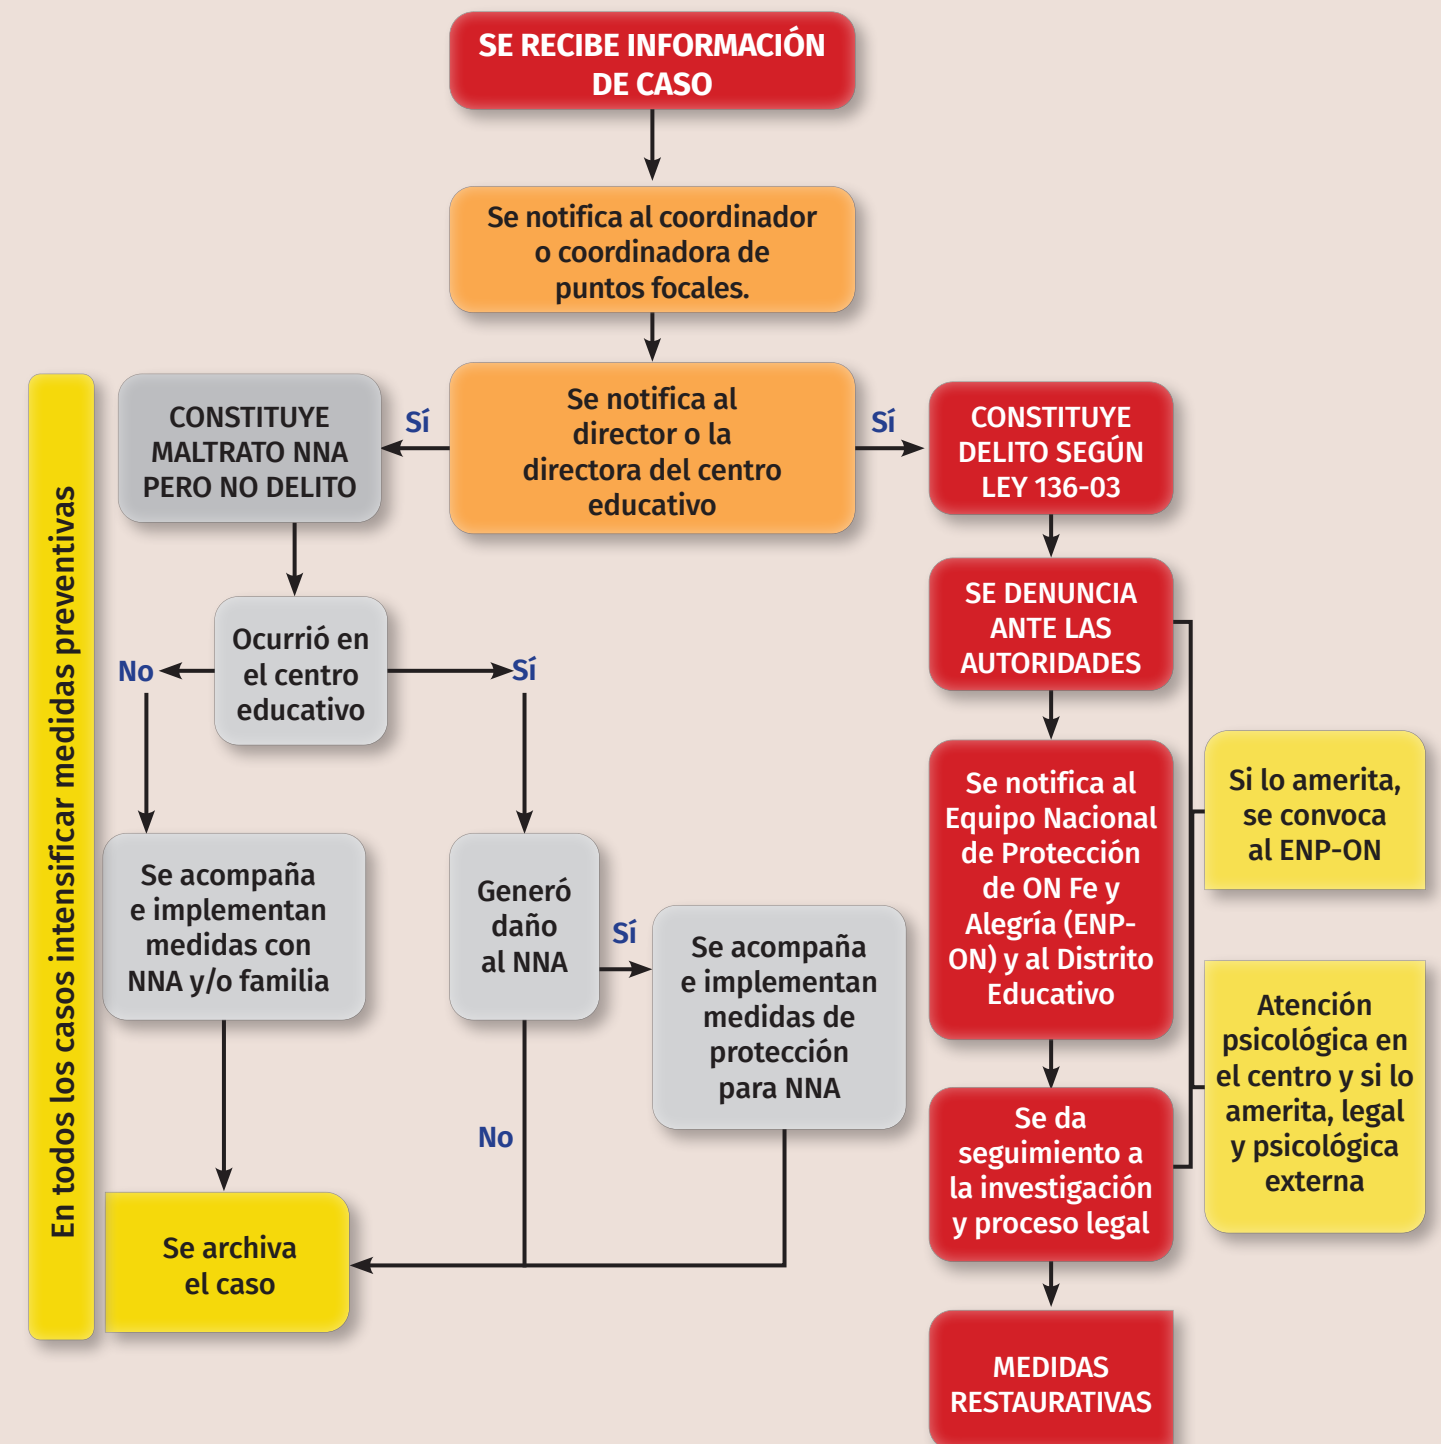 SE RECIBE INFORMACIÓN
DE CASO
Se notifica al coordinador
o coordinadora de
puntos focales.
Se notifica al
director o la
directora del centro
educativo
Sí
Sí
CONSTITUYE
MALTRATO NNA
PERO NO DELITO
CONSTITUYE
DELITO SEGÚN
LEY 136-03
En todos los casos intensificar medidas preventivas
Ocurrió en
el centro
educativo
No
Sí
Se acompaña
e implementan
medidas con
NNA y/o familia
Generó
daño
al NNA
Sí
No
Se acompaña
e implementan
medidas de
protección
para NNA
Se archiva
el caso
SE DENUNCIA
ANTE LAS
AUTORIDADES
Se notifica al
Equipo Nacional
de Protección
de ON Fe y
Alegría (ENP-
ON) y al Distrito
Educativo
Se da
seguimiento a
la investigación
y proceso legal
MEDIDAS
RESTAURATIVAS
Si lo amerita,
se convoca
al ENP-ON
Atención
psicológica en
el centro y si lo
amerita, legal
y psicológica
externa